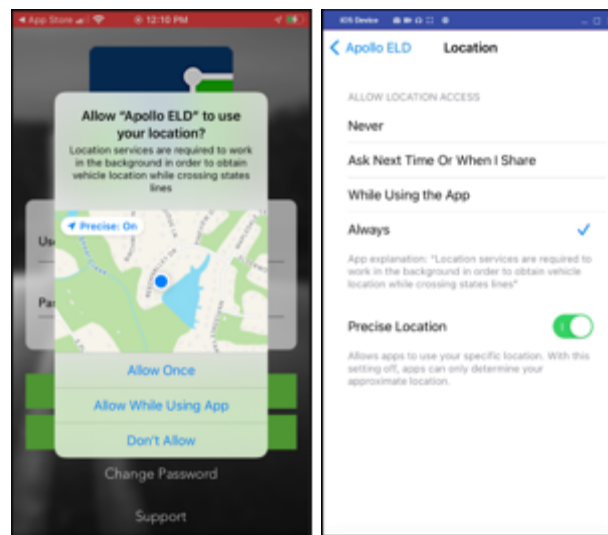 App Store
12:10 PM
Allow "Apollo ELD" to use
your location?
Location services are required to work
in the background in order to obtain
vehicle location while crossing states
lines
Precise: On
Us
Pa
Allow Once
Allow While Using App
Don't Allow
Change Password
Support
iOS Device
Apollo ELD
Location
ALLOW LOCATION ACCESS
Never
Ask Next Time Or When I Share
While Using the App
Always
App explanation: "Location services are required to
work in the background in order to obtain vehicle
location while crossing states lines"
Precise Location
Allows apps to use your specific location. With this
setting off, apps can only determine your
approximate location.